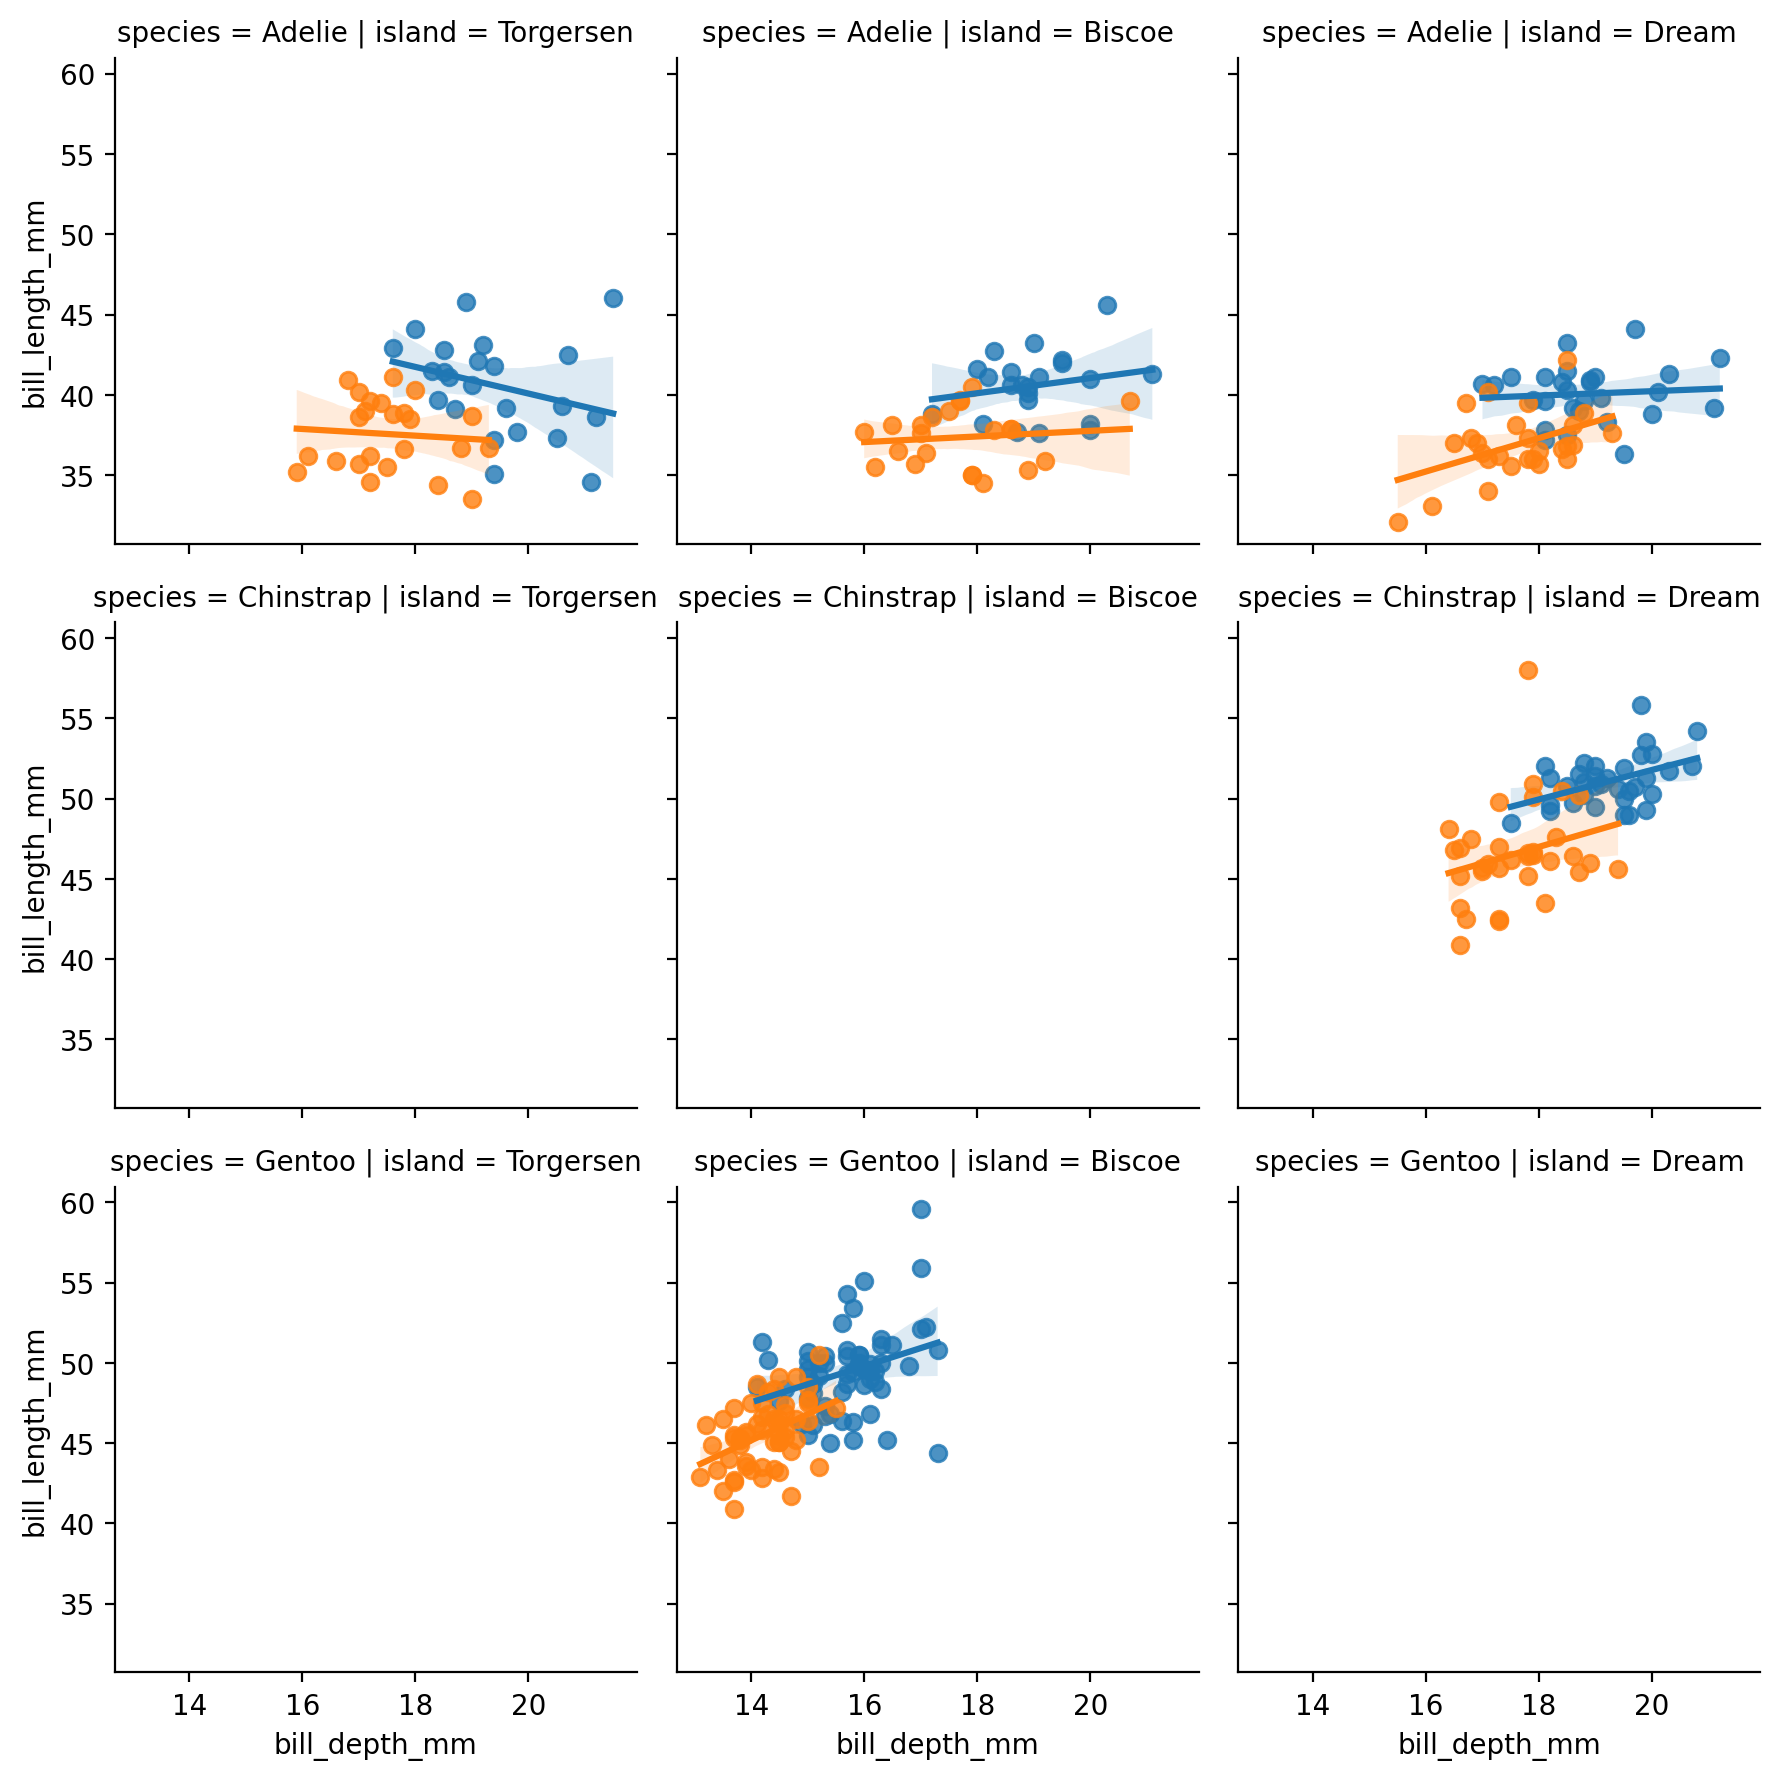 species = Adelie | island = Torgersen
species = Adelie | island = Biscoe
species = Adelie | island = Dream
bill_length_mm
60
55
50
45
40
35
species = Chinstrap | island = Torgersen
species = Chinstrap | island = Biscoe
species = Chinstrap | island = Dream
bill_length_mm
60
55
50
45
40
35
species = Gentoo | island = Torgersen
species = Gentoo | island = Biscoe
species = Gentoo | island = Dream
bill_length_mm
60
55
50
45
40
35
14 16 18 20
bill_depth_mm
14 16 18 20
bill_depth_mm
14 16 18 20
bill_depth_mm